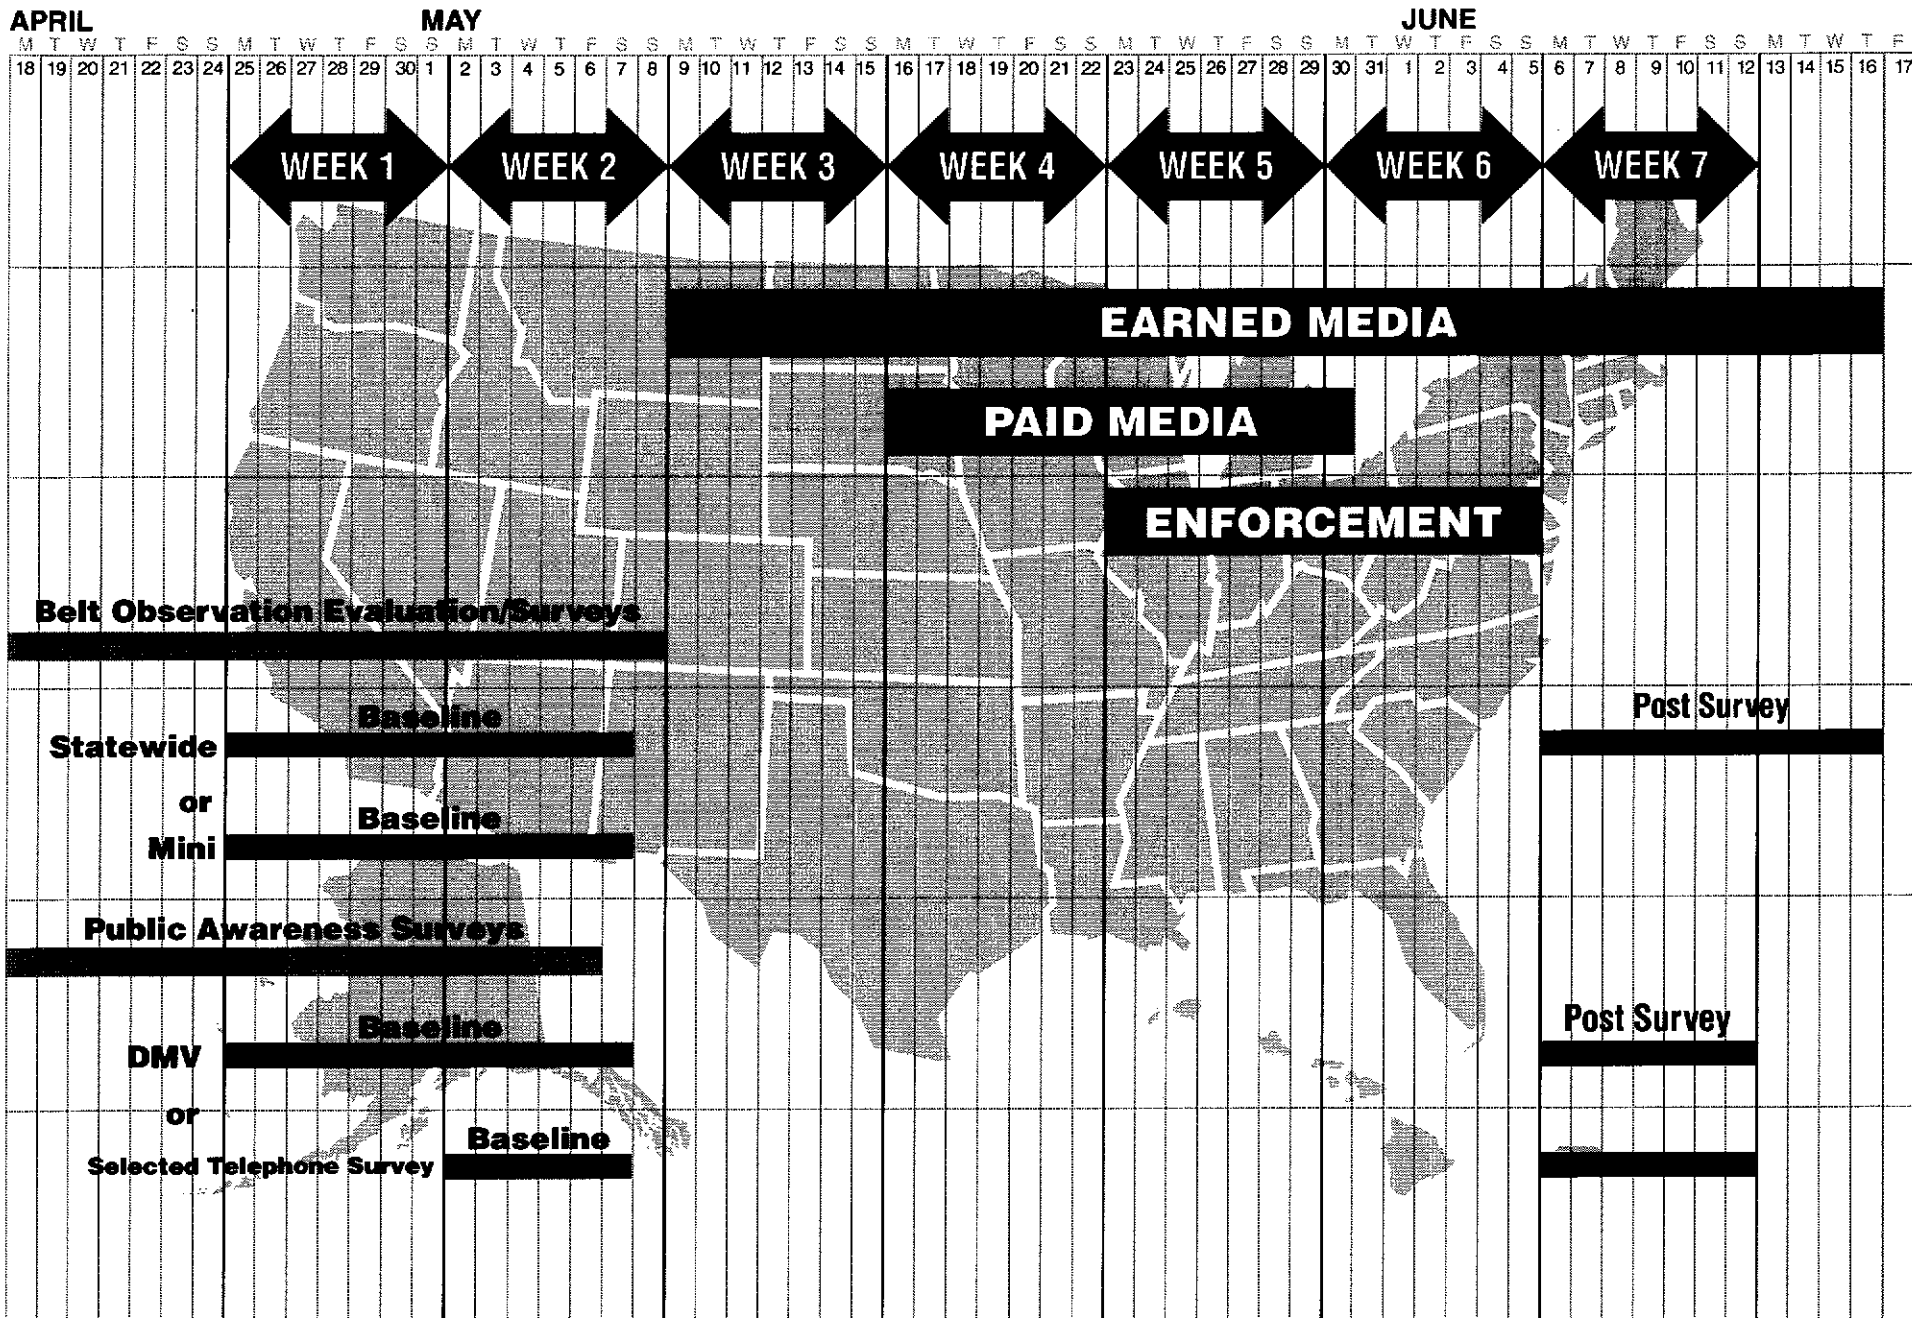 APRIL MAY JUNE
M T W T F S S M T W T F S S M T W T F S S M T W T F S S M T W T F S S M T W T F S S M T W T F S S M T W T F S S M T W T F
18 19 20 21 22 23 24 25 26 27 28 29 30 1 2 3 4 5 6 7 8 9 10 11 12 13 14 15 16 17 18 19 20 21 22 23 24 25 26 27 28 29 30 31 1 2 3 4 5 6 7 8 9 10 11 12 13 14 15 16 17
WEEK 1 WEEK 2 WEEK 3 WEEK 4 WEEK 5 WEEK 6 WEEK 7
EARNED MEDIA
PAID MEDIA
ENFORCEMENT
Belt Observation Evaluation/Surveys
Baseline Post Survey
Statewide
or
Baseline
Mini
Public Awareness Surveys
Baseline Post Survey
DMV
or
Baseline
Selected Telephone Survey